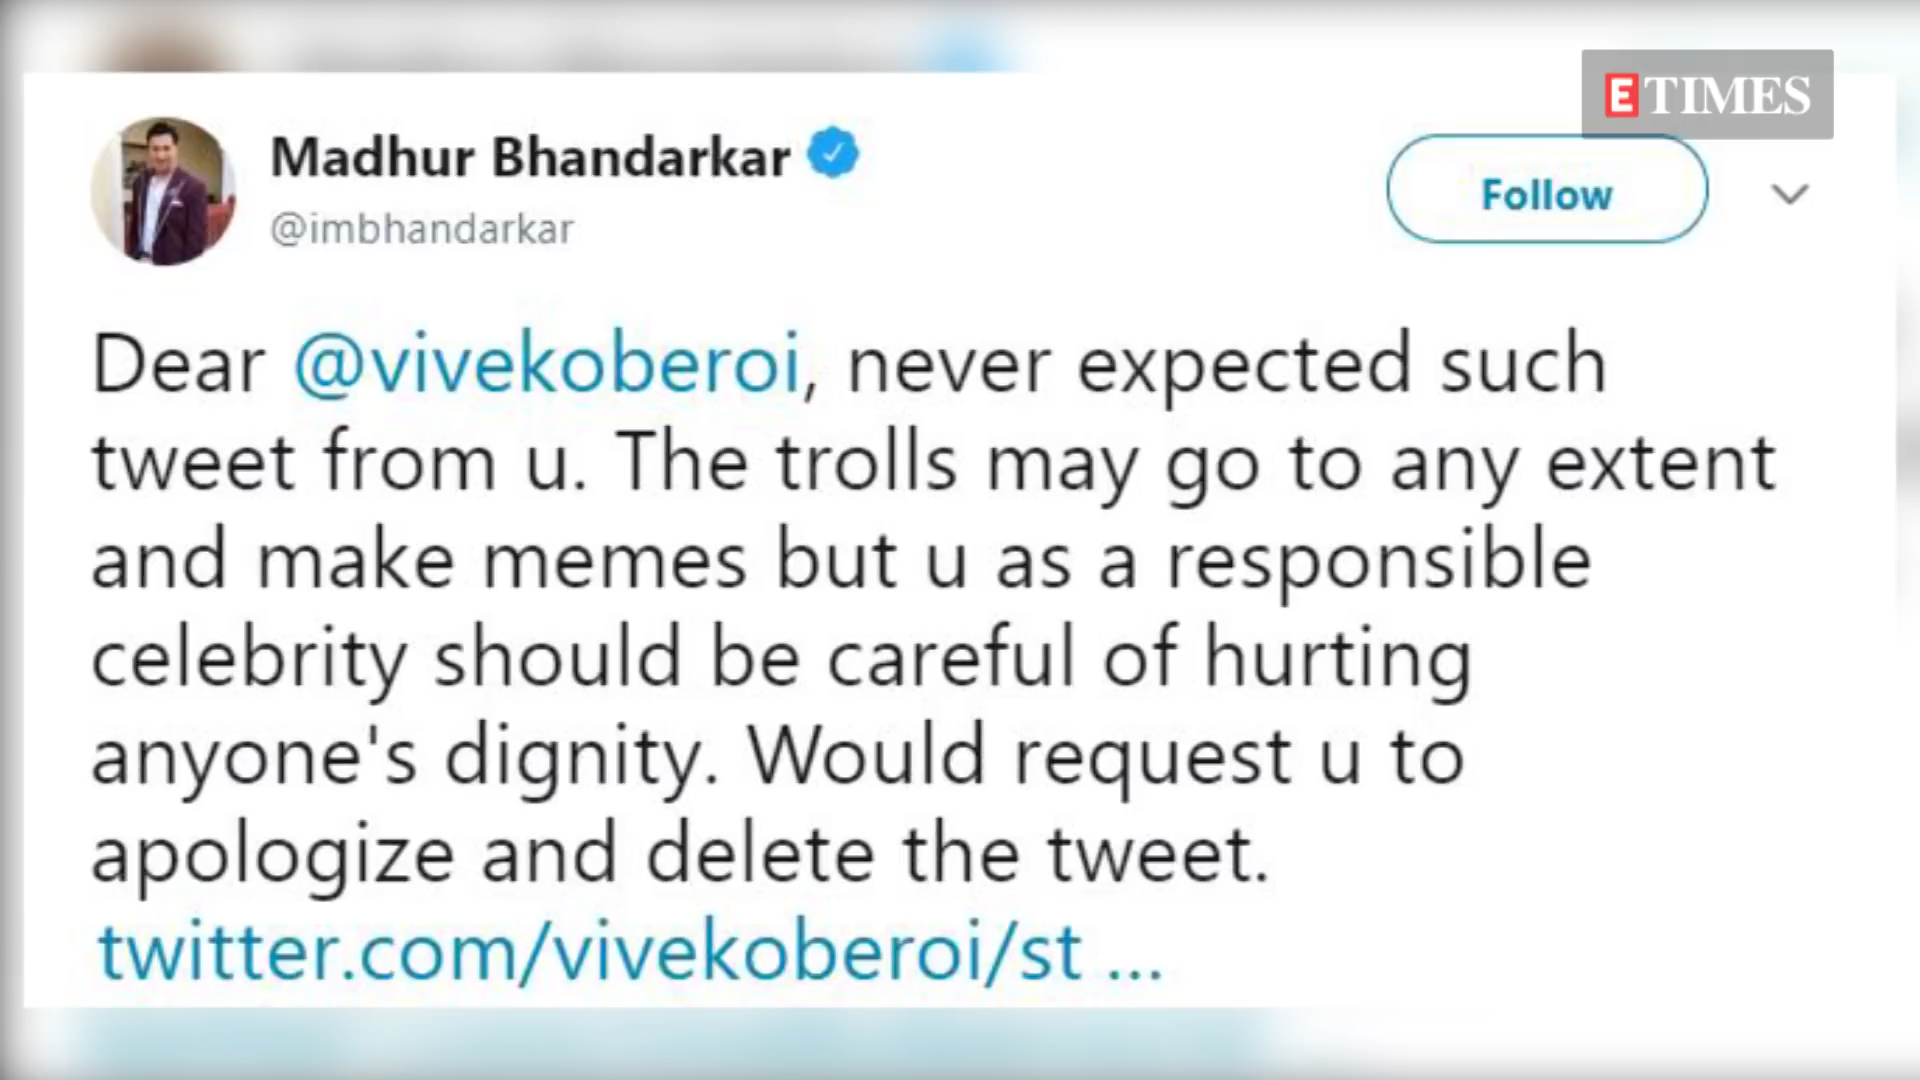 ETIMES
Madhur Bhandarkar
@imbhandarkar
Follow
Dear @vivekoberoi, never expected such
tweet from u. The trolls may go to any extent
and make memes but u as a responsible
celebrity should be careful of hurting
anyone's dignity. Would request u to
apologize and delete the tweet.
twitter.com/vivekoberoi/st ...